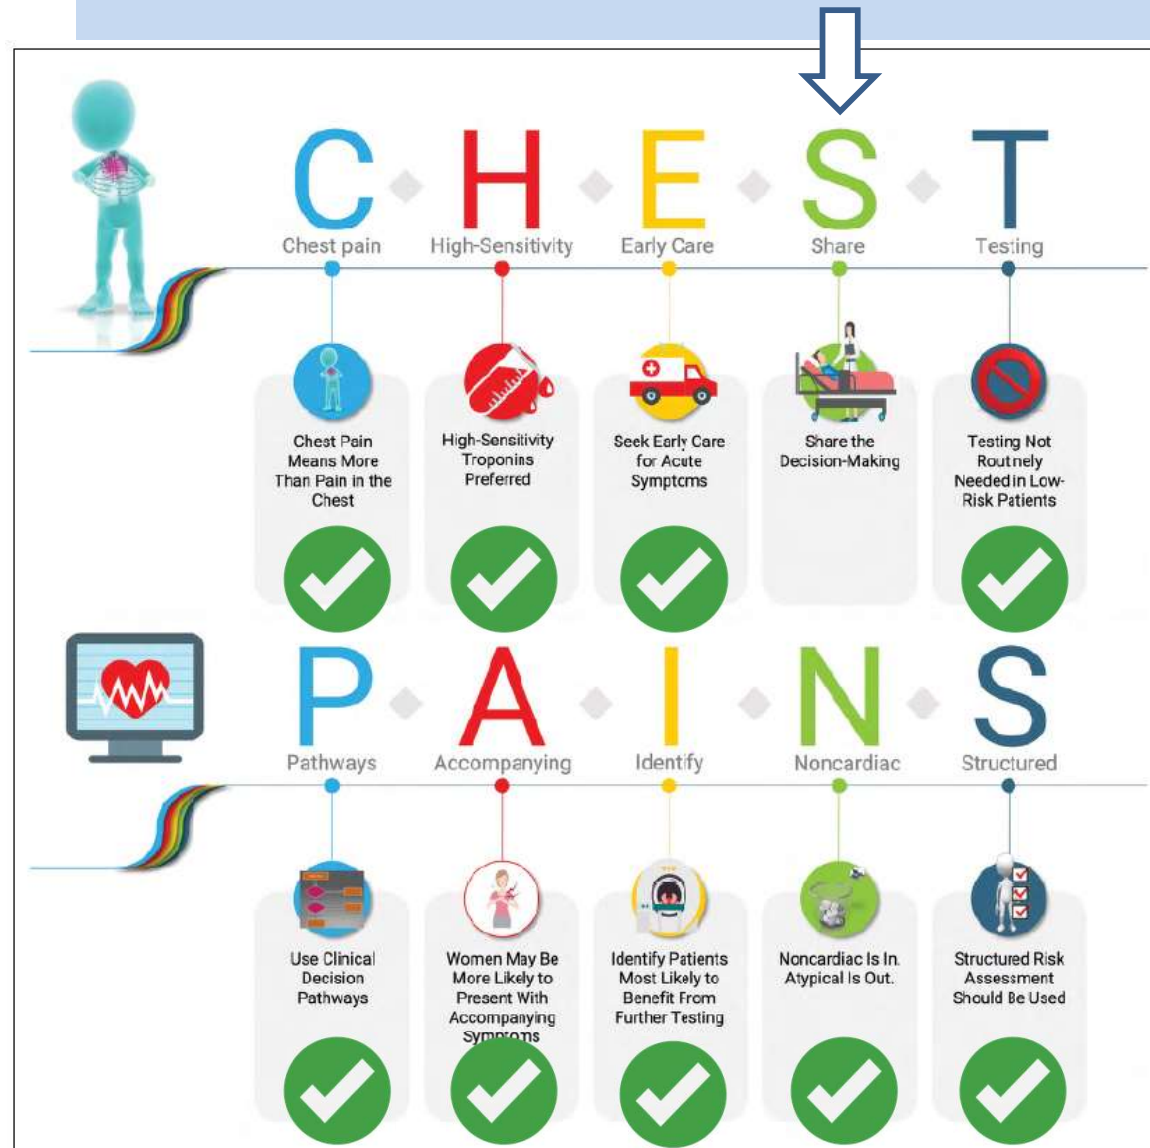 C H E S T
Chest pain High-Sensitivity Early Care Share Testing
Chest Pain
Means More
Than Pain in the
Chest
High-Sensitivity
Troponins
Preferred
Seek Early Care
for Acute
Symptoms
Share the
Decision-Making
Testing Not
Routinely
Needed in Low-
Risk Patients
P A I N S
Pathways Accompanying Identify Noncardiac Structured
Use Clinical
Decision
Pathways
Women May Be
More Likely to
Present With
Accompanying
Symptoms
Identify Patients
Most Likely to
Benefit From
Further Testing
Noncardiac Is In.
Atypical Is Out.
Structured Risk
Assessment
Should Be Used